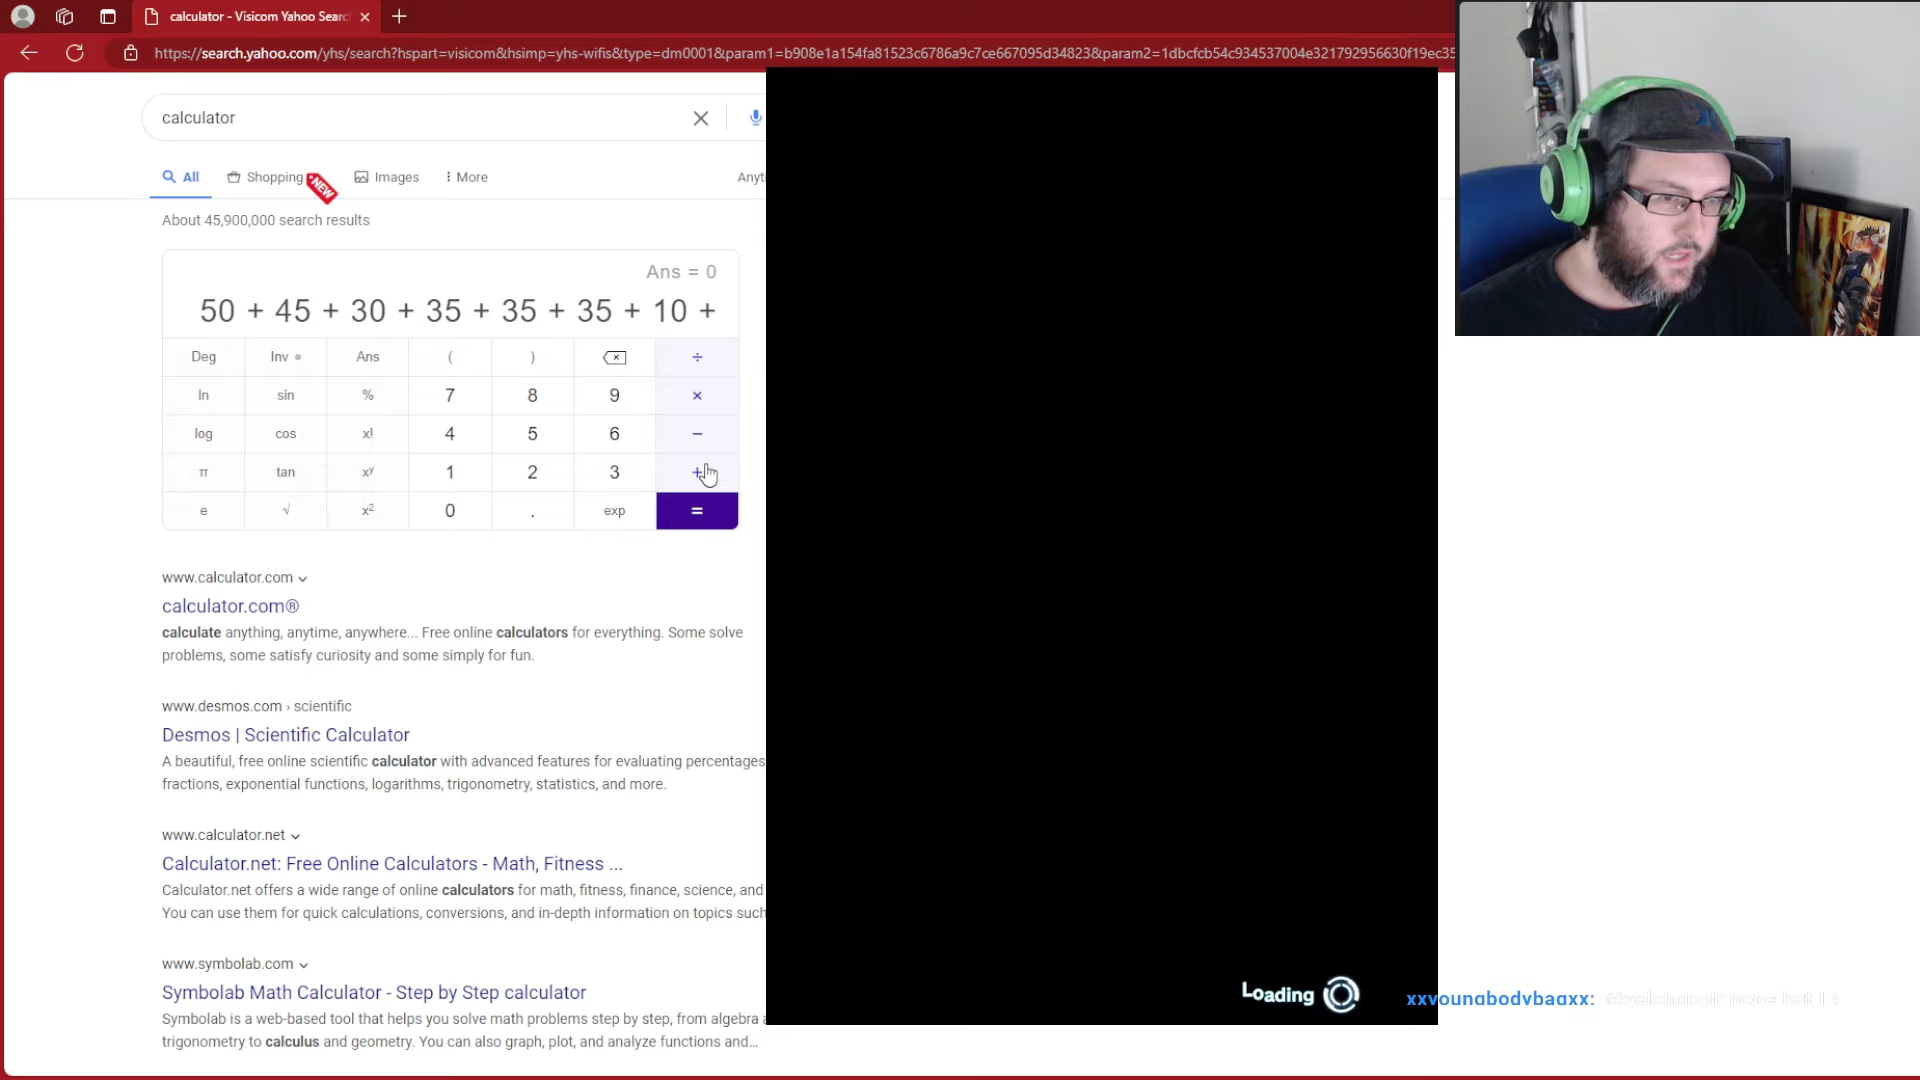 calculator - Visicom Yahoo Searc
https://search.yahoo.com/yhs/search?hspart=visicom&hsimp=yhs-wifis&type=dm0001&param1=b908e1a154fa81523c6786a9c7ce667095d34823&param2=1dbcfcb54c934537004e321792956630f19ec35
calculator
All
Shopping
NEW
Images
More
Anyti
About 45,900,000 search results
Ans = 0
50 + 45 + 30 + 35 + 35 + 35 + 10 +
Deg Inv Ans ( ) ÷
ln sin % 7 8 9 ×
log cos x! 4 5 6 −
π tan xʸ 1 2 3 +
e √ x² 0 . exp =
www.calculator.com
calculator.com®
calculate anything, anytime, anywhere... Free online calculators for everything. Some solve
problems, some satisfy curiosity and some simply for fun.
www.desmos.com › scientific
Desmos | Scientific Calculator
A beautiful, free online scientific calculator with advanced features for evaluating percentages
fractions, exponential functions, logarithms, trigonometry, statistics, and more.
www.calculator.net
Calculator.net: Free Online Calculators - Math, Fitness ...
Calculator.net offers a wide range of online calculators for math, fitness, finance, science, and
You can use them for quick calculations, conversions, and in-depth information on topics such
www.symbolab.com
Symbolab Math Calculator - Step by Step calculator
Symbolab is a web-based tool that helps you solve math problems step by step, from algebra a
trigonometry to calculus and geometry. You can also graph, plot, and analyze functions and...
Loading
xxyoungbodybagxx: